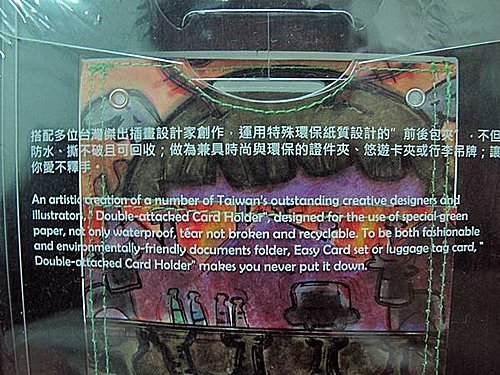 搭配多位台灣傑出插畫設計家創作，運用特殊環保紙質設計的”前後包夾”，不但
防水、撕不破且可回收；做為兼具時尚與環保的證件夾、悠遊卡夾或行李吊牌；讓
你愛不釋手．
An artistic creation of a number of Taiwan's outstanding creative designers and
illustrators, " Double-attacked Card Holder", designed for the use of special green
paper, not only waterproof, tear not broken and recyclable. To be both fashionable
and environmentally-friendly documents folder, Easy Card set or luggage tag card, "
Double-attacked Card Holder" makes you never put it down.